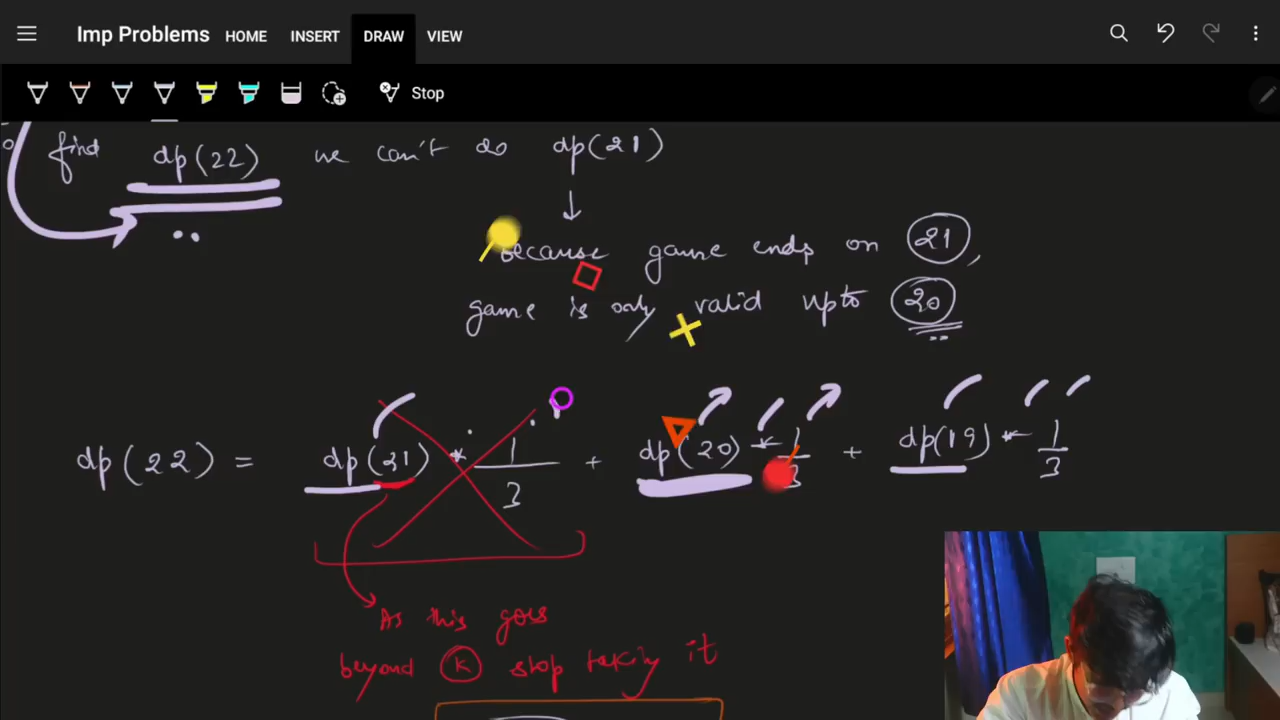 Imp Problems HOME INSERT DRAW VIEW
Stop
find dp(22) we can't do dp(21)
because game ends on 21,
game is only valid upto 20
dp(22) = dp(21) * 1/3 + dp(20) * 1/3 + dp(19) * 1/3
As this goes
beyond K stop taking it